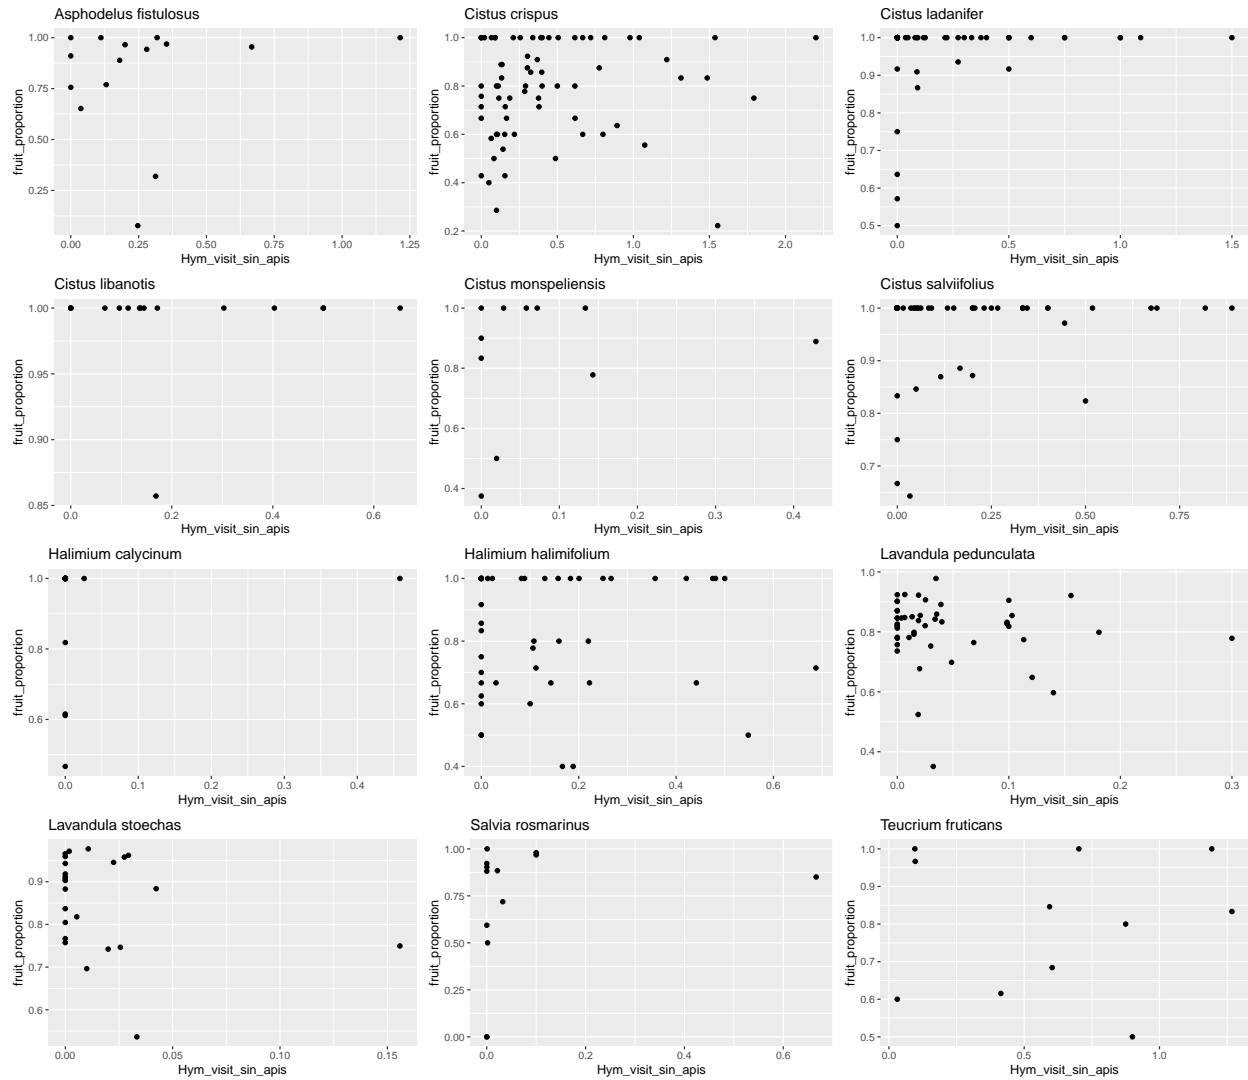 Asphodelus fistulosus
1.00
0.75
0.50
0.25
fruit_proportion
0.00 0.25 0.50 0.75 1.00 1.25
Hym_visit_sin_apis
Cistus crispus
1.0
0.8
0.6
0.4
0.2
fruit_proportion
0.0 0.5 1.0 1.5 2.0
Hym_visit_sin_apis
Cistus ladanifer
1.0
0.9
0.8
0.7
0.6
0.5
fruit_proportion
0.0 0.5 1.0 1.5
Hym_visit_sin_apis
Cistus libanotis
1.00
0.95
0.90
0.85
fruit_proportion
0.0 0.2 0.4 0.6
Hym_visit_sin_apis
Cistus monspeliensis
1.0
0.8
0.6
0.4
fruit_proportion
0.0 0.1 0.2 0.3 0.4
Hym_visit_sin_apis
Cistus salviifolius
1.0
0.9
0.8
0.7
fruit_proportion
0.00 0.25 0.50 0.75
Hym_visit_sin_apis
Halimium calycinum
1.0
0.8
0.6
fruit_proportion
0.0 0.1 0.2 0.3 0.4
Hym_visit_sin_apis
Halimium halimifolium
1.0
0.8
0.6
0.4
fruit_proportion
0.0 0.2 0.4 0.6
Hym_visit_sin_apis
Lavandula pedunculata
1.0
0.8
0.6
0.4
fruit_proportion
0.0 0.1 0.2 0.3
Hym_visit_sin_apis
Lavandula stoechas
0.9
0.8
0.7
0.6
fruit_proportion
0.00 0.05 0.10 0.15
Hym_visit_sin_apis
Salvia rosmarinus
1.00
0.75
0.50
0.25
0.00
fruit_proportion
0.0 0.2 0.4 0.6
Hym_visit_sin_apis
Teucrium fruticans
1.0
0.9
0.8
0.7
0.6
0.5
fruit_proportion
0.0 0.5 1.0
Hym_visit_sin_apis